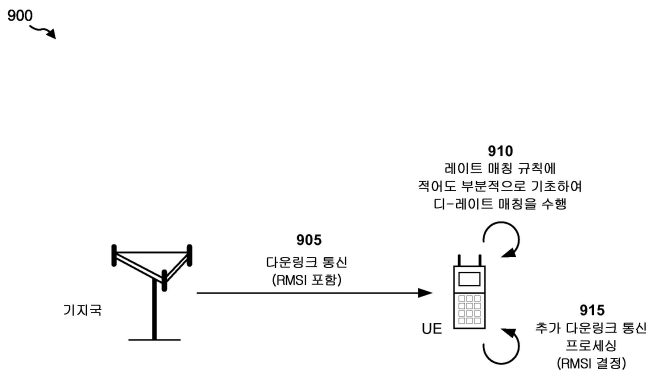 900
910
레이트 매칭 규칙에
적어도 부분적으로 기초하여
디-레이트 매칭을 수행
905
다운링크 통신
(RMSI 포함)
기지국
UE
915
추가 다운링크 통신
프로세싱
(RMSI 결정)